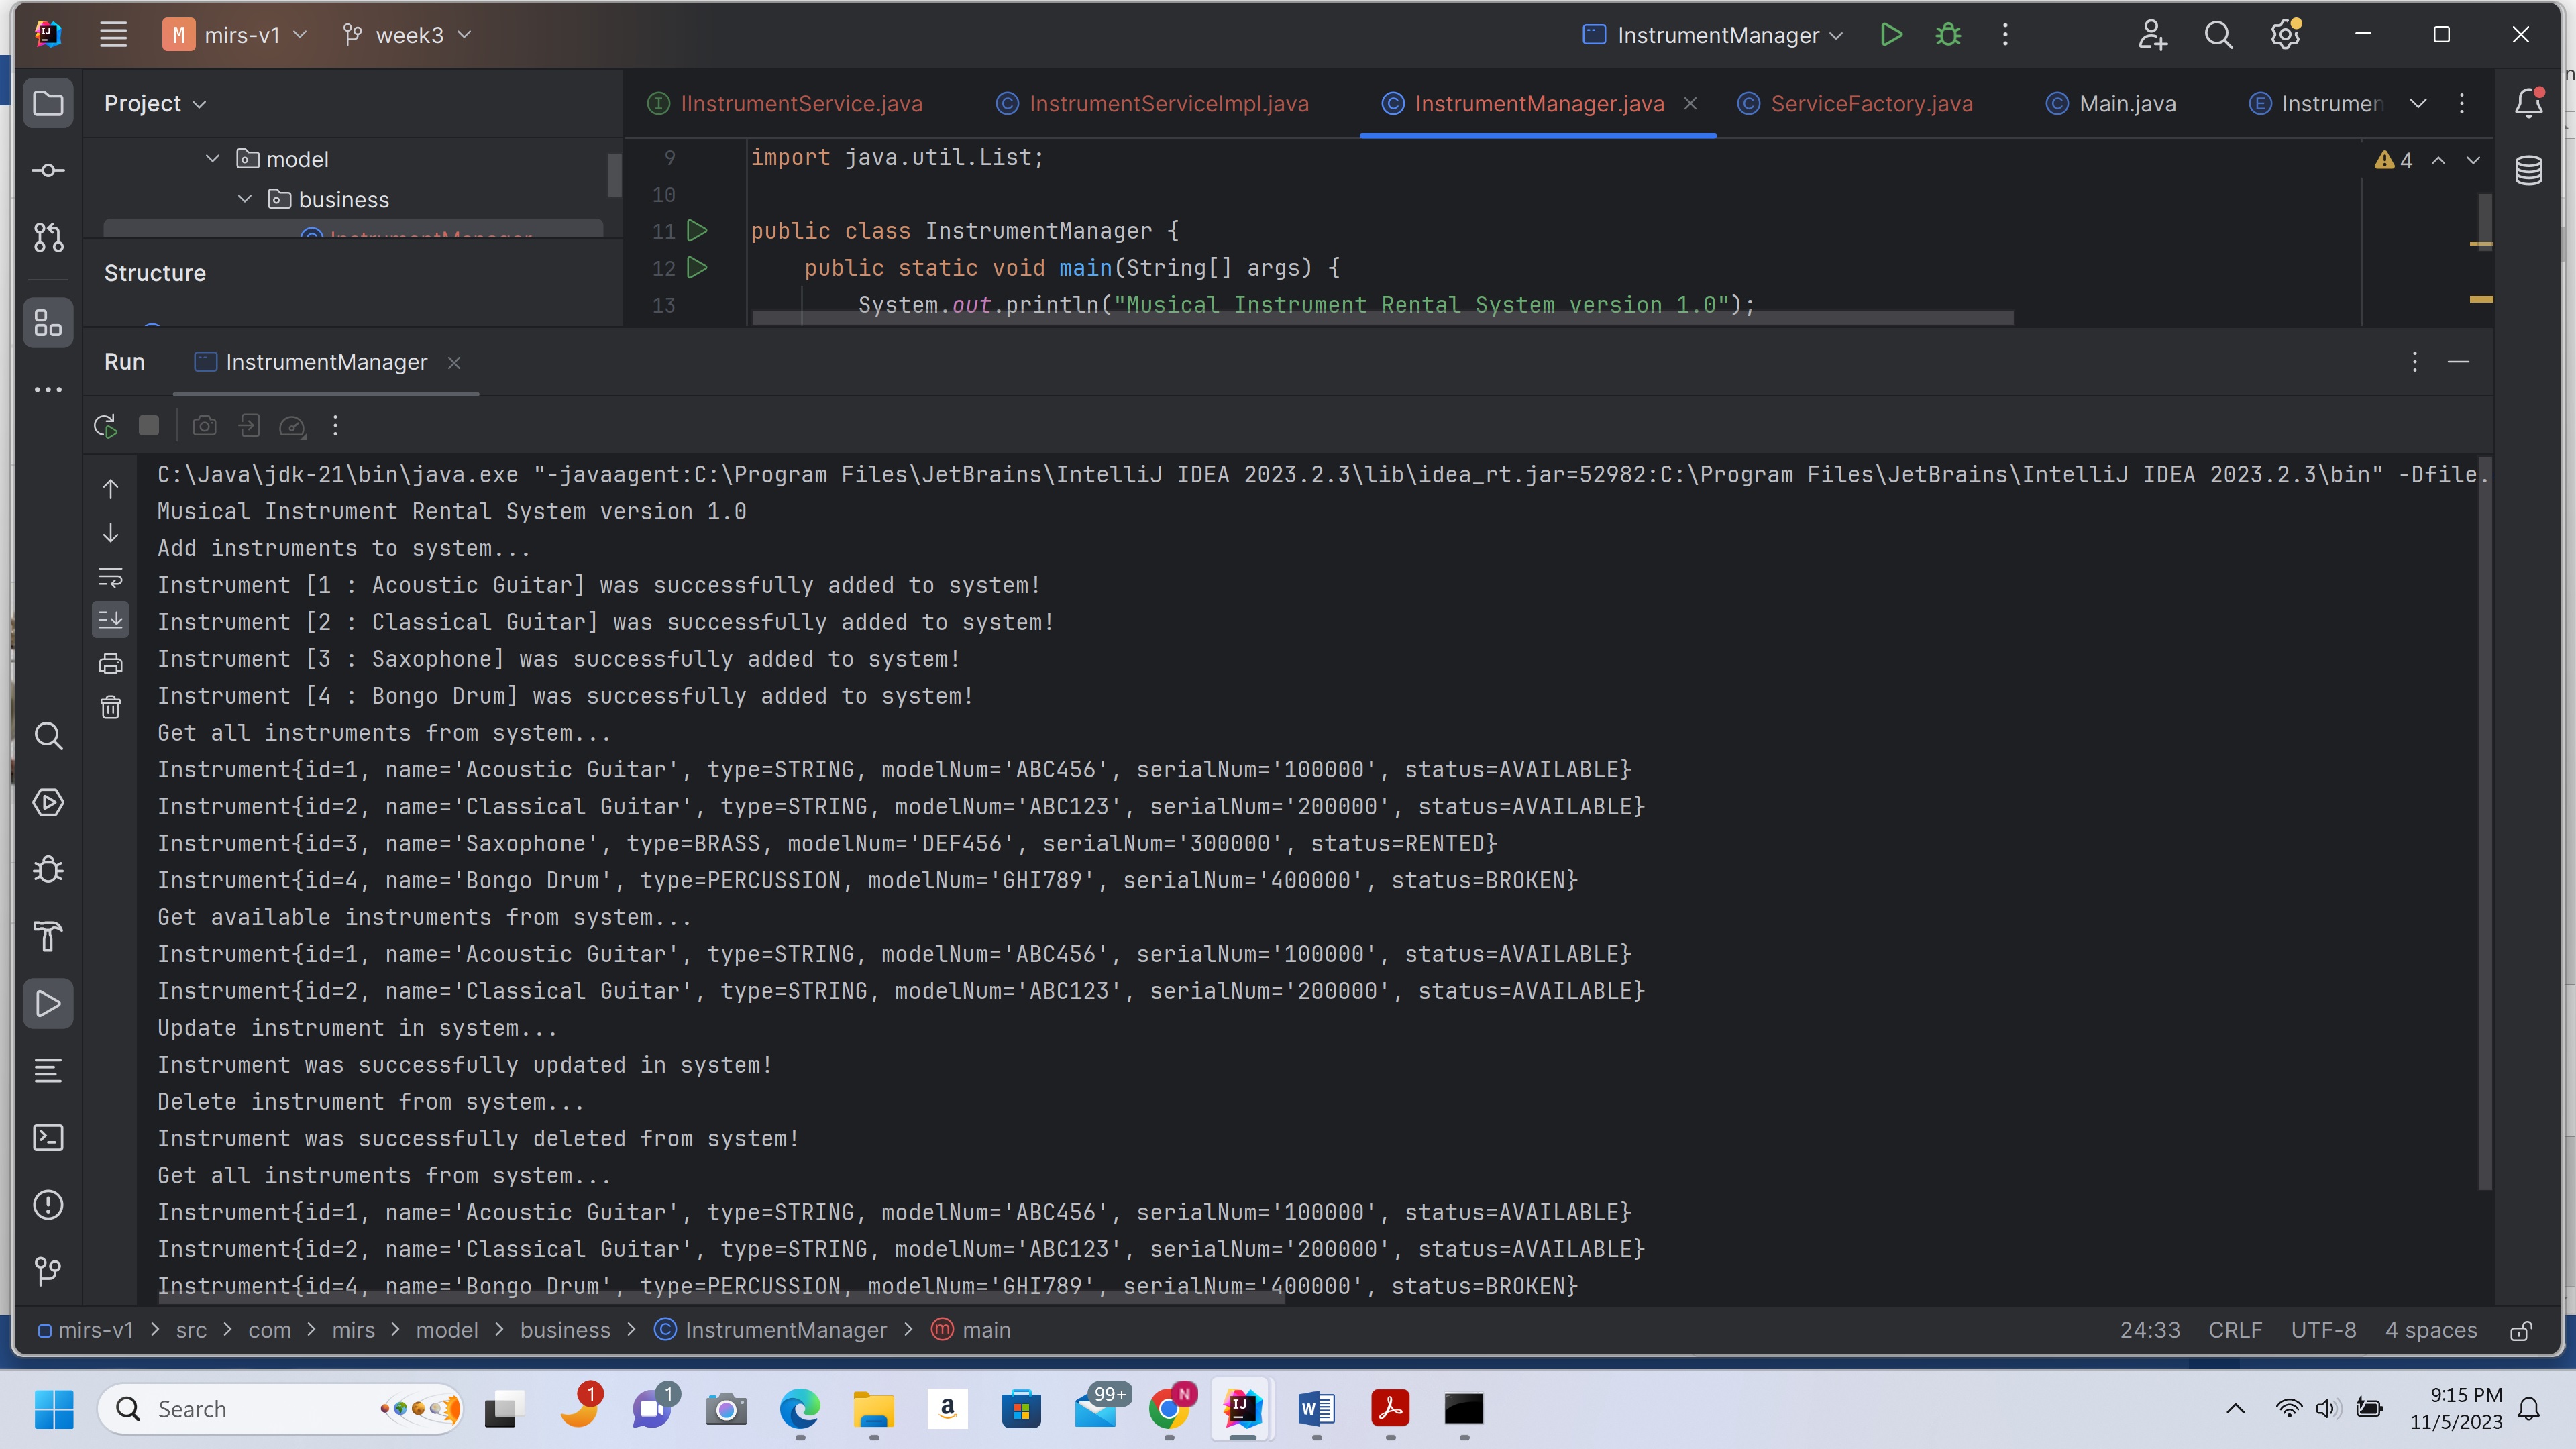 M mirs-v1 week3 InstrumentManager
Project
IInstrumentService.java InstrumentServiceImpl.java InstrumentManager.java ServiceFactory.java Main.java Instrumen
model
business
Structure
4
9 import java.util.List;
10
11 public class InstrumentManager {
12 public static void main(String[] args) {
13 System.out.println("Musical Instrument Rental System version 1.0");
Run InstrumentManager
C:\Java\jdk-21\bin\java.exe "-javaagent:C:\Program Files\JetBrains\IntelliJ IDEA 2023.2.3\lib\idea_rt.jar=52982:C:\Program Files\JetBrains\IntelliJ IDEA 2023.2.3\bin" -Dfile.
Musical Instrument Rental System version 1.0
Add instruments to system...
Instrument [1 : Acoustic Guitar] was successfully added to system!
Instrument [2 : Classical Guitar] was successfully added to system!
Instrument [3 : Saxophone] was successfully added to system!
Instrument [4 : Bongo Drum] was successfully added to system!
Get all instruments from system...
Instrument{id=1, name='Acoustic Guitar', type=STRING, modelNum='ABC456', serialNum='100000', status=AVAILABLE}
Instrument{id=2, name='Classical Guitar', type=STRING, modelNum='ABC123', serialNum='200000', status=AVAILABLE}
Instrument{id=3, name='Saxophone', type=BRASS, modelNum='DEF456', serialNum='300000', status=RENTED}
Instrument{id=4, name='Bongo Drum', type=PERCUSSION, modelNum='GHI789', serialNum='400000', status=BROKEN}
Get available instruments from system...
Instrument{id=1, name='Acoustic Guitar', type=STRING, modelNum='ABC456', serialNum='100000', status=AVAILABLE}
Instrument{id=2, name='Classical Guitar', type=STRING, modelNum='ABC123', serialNum='200000', status=AVAILABLE}
Update instrument in system...
Instrument was successfully updated in system!
Delete instrument from system...
Instrument was successfully deleted from system!
Get all instruments from system...
Instrument{id=1, name='Acoustic Guitar', type=STRING, modelNum='ABC456', serialNum='100000', status=AVAILABLE}
Instrument{id=2, name='Classical Guitar', type=STRING, modelNum='ABC123', serialNum='200000', status=AVAILABLE}
Instrument{id=4, name='Bongo Drum', type=PERCUSSION, modelNum='GHI789', serialNum='400000', status=BROKEN}
mirs-v1 > src > com > mirs > model > business > InstrumentManager > main 24:33 CRLF UTF-8 4 spaces
Search 1 1 99+ N 9:15 PM
11/5/2023